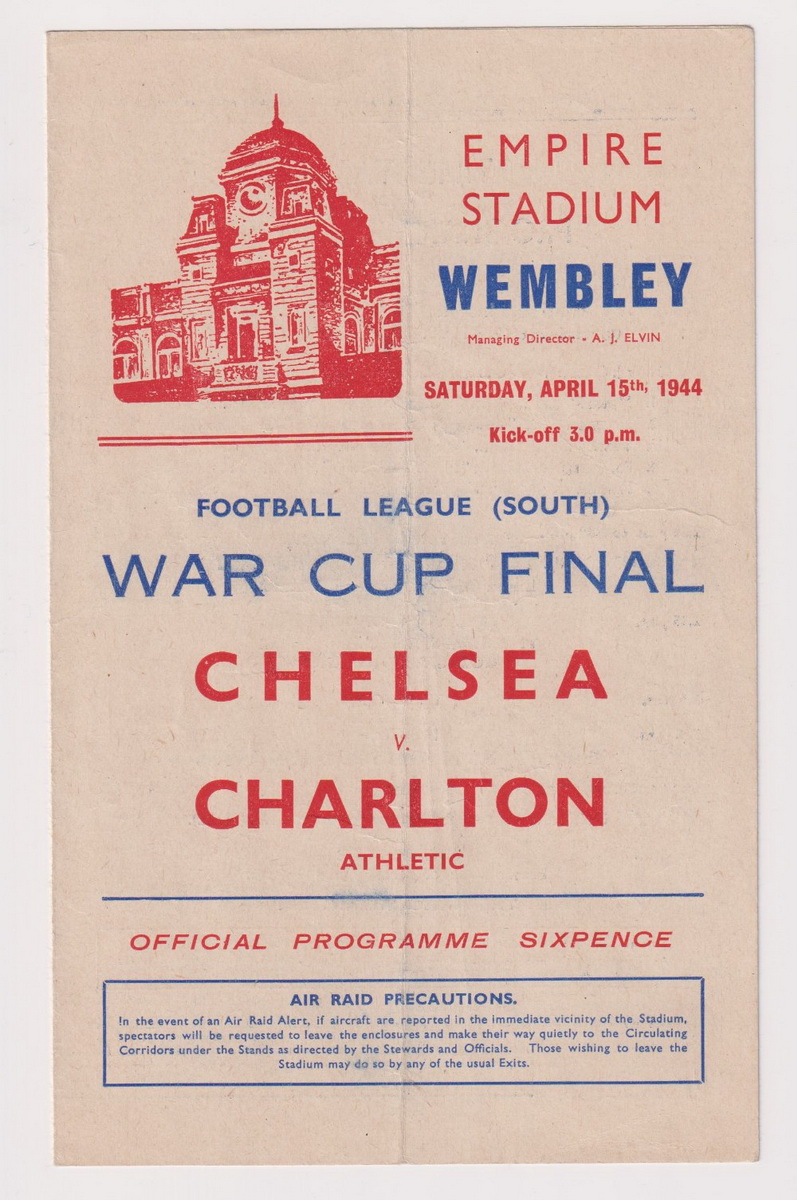 EMPIRE
STADIUM
WEMBLEY
Managing Director - A. J. ELVIN
SATURDAY, APRIL 15th, 1944
Kick-off 3.0 p.m.
FOOTBALL LEAGUE (SOUTH)
WAR CUP FINAL
CHELSEA
V.
CHARLTON
ATHLETIC
OFFICIAL PROGRAMME SIXPENCE
AIR RAID PRECAUTIONS.
In the event of an Air Raid Alert, if aircraft are reported in the immediate vicinity of the Stadium,
spectators will be requested to leave the enclosures and make their way quietly to the Circulating
Corridors under the Stands as directed by the Stewards and Officials. Those wishing to leave the
Stadium may do so by any of the usual Exits.